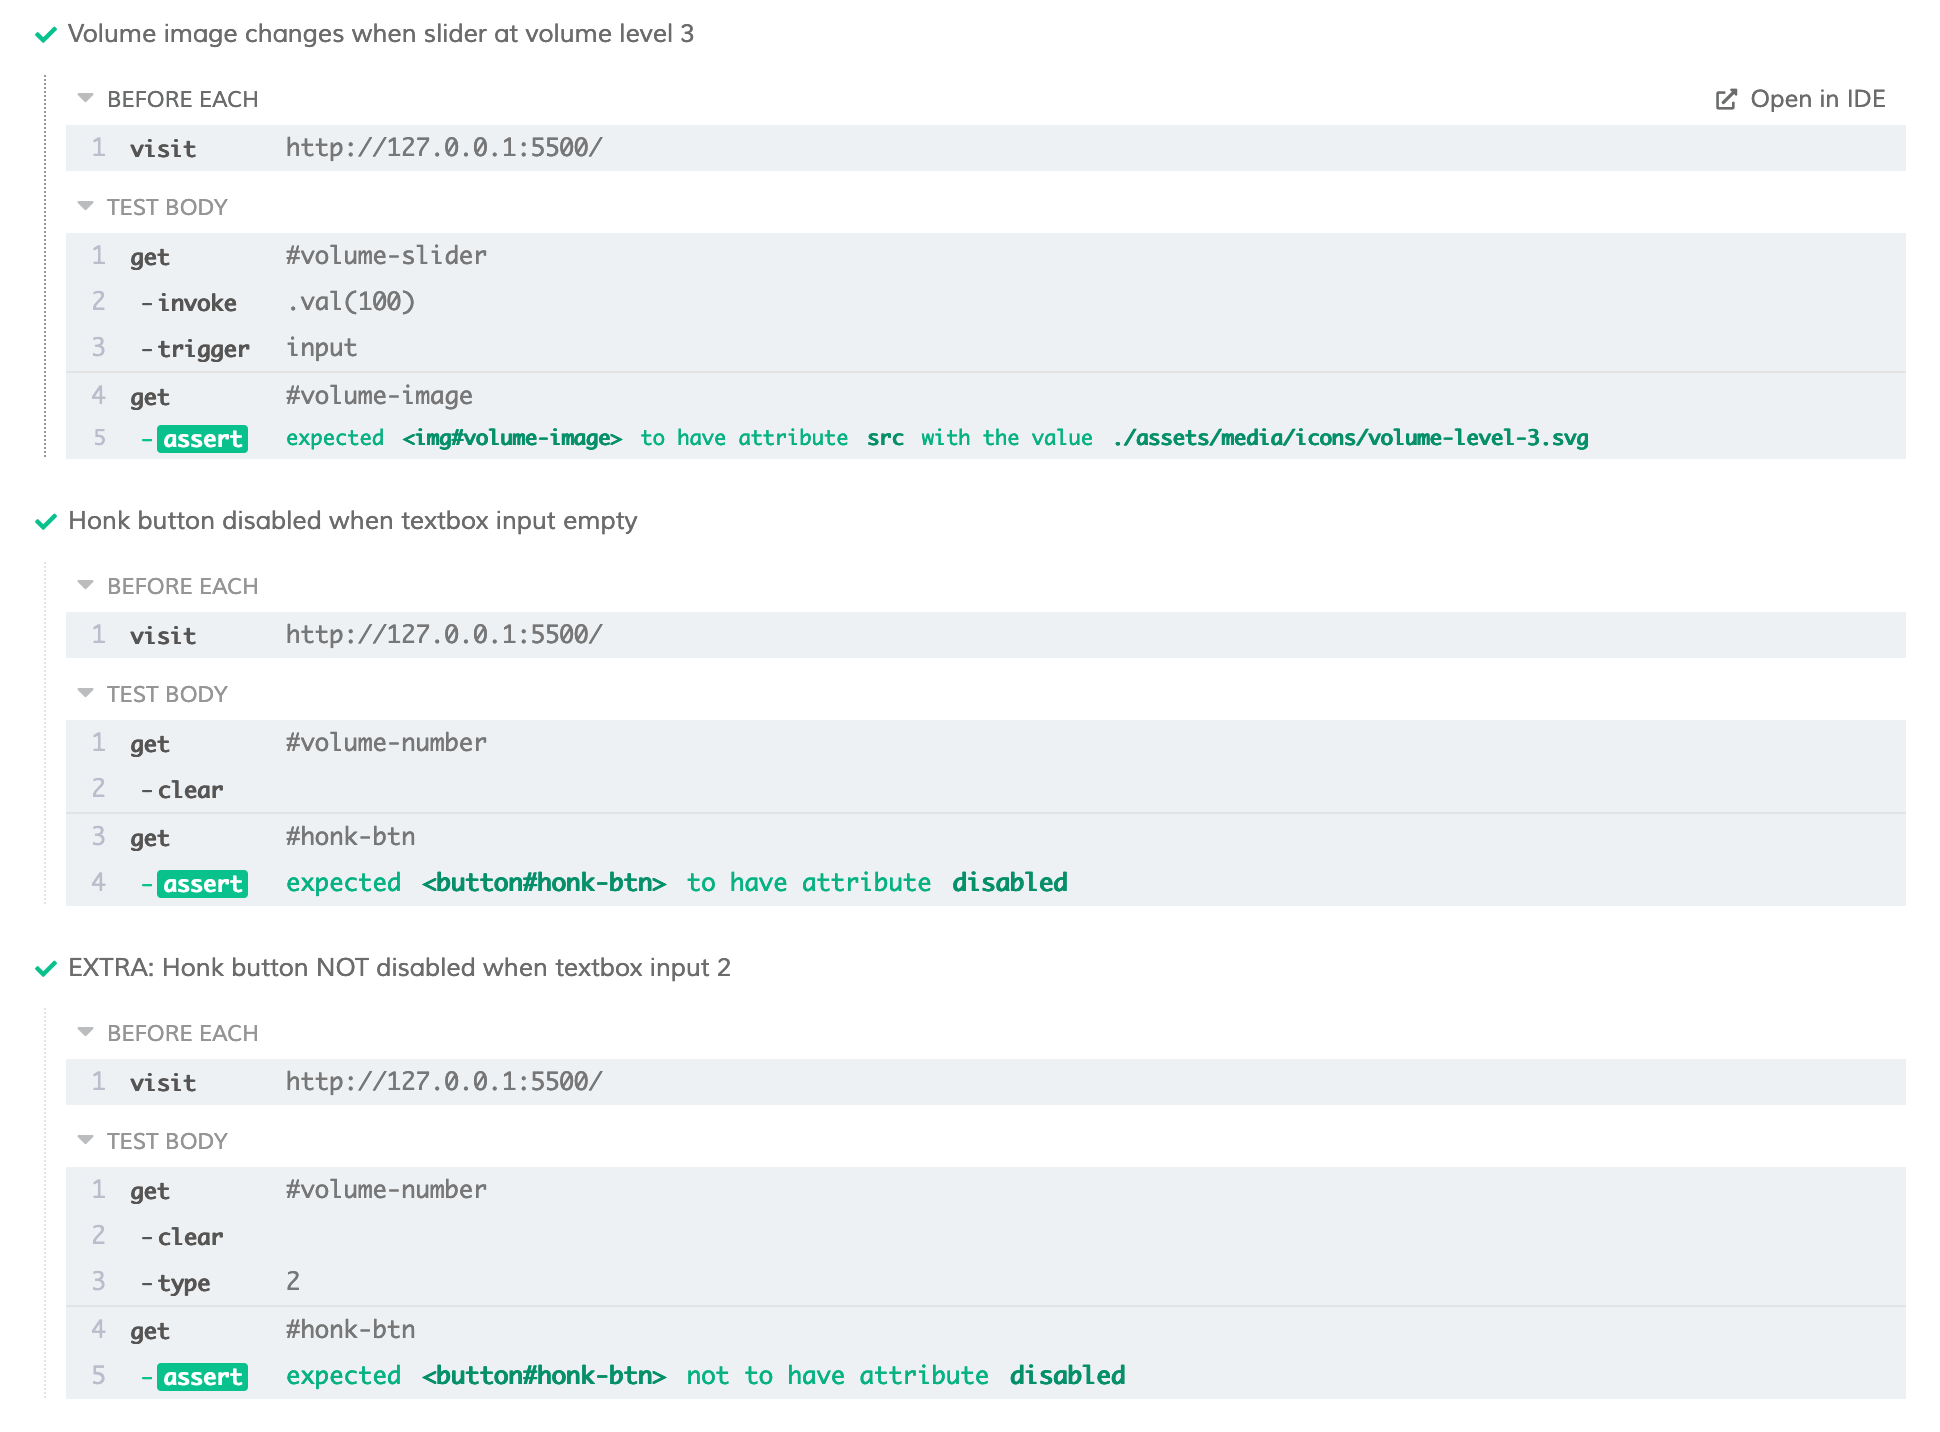 Volume image changes when slider at volume level 3
BEFORE EACH Open in IDE
1 visit http://127.0.0.1:5500/
TEST BODY
1 get #volume-slider
2 -invoke .val(100)
3 -trigger input
4 get #volume-image
5 -assert expected <img#volume-image> to have attribute src with the value ./assets/media/icons/volume-level-3.svg
Honk button disabled when textbox input empty
BEFORE EACH
1 visit http://127.0.0.1:5500/
TEST BODY
1 get #volume-number
2 -clear
3 get #honk-btn
4 -assert expected <button#honk-btn> to have attribute disabled
EXTRA: Honk button NOT disabled when textbox input 2
BEFORE EACH
1 visit http://127.0.0.1:5500/
TEST BODY
1 get #volume-number
2 -clear
3 -type 2
4 get #honk-btn
5 -assert expected <button#honk-btn> not to have attribute disabled